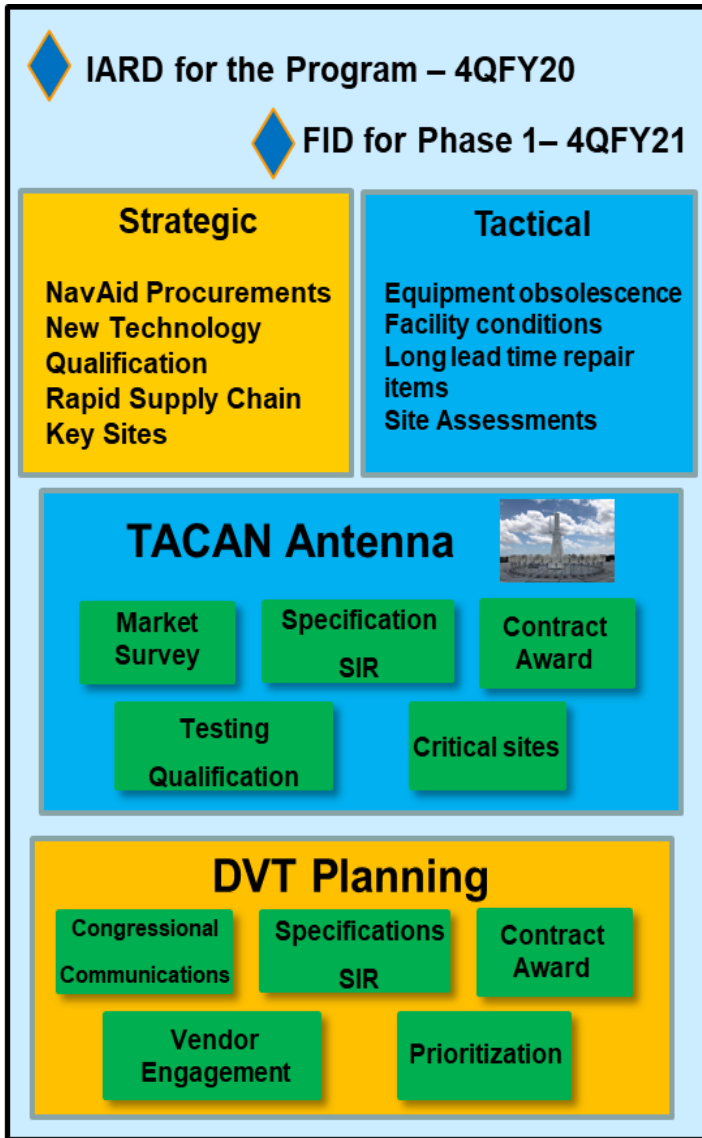 IARD for the Program – 4QFY20
FID for Phase 1– 4QFY21
Strategic
NavAid Procurements
New Technology
Qualification
Rapid Supply Chain
Key Sites
Tactical
Equipment obsolescence
Facility conditions
Long lead time repair
items
Site Assessments
TACAN Antenna
Market
Survey
Specification
SIR
Contract
Award
Testing
Qualification
Critical sites
DVT Planning
Congressional
Communications
Specifications
SIR
Contract
Award
Vendor
Engagement
Prioritization